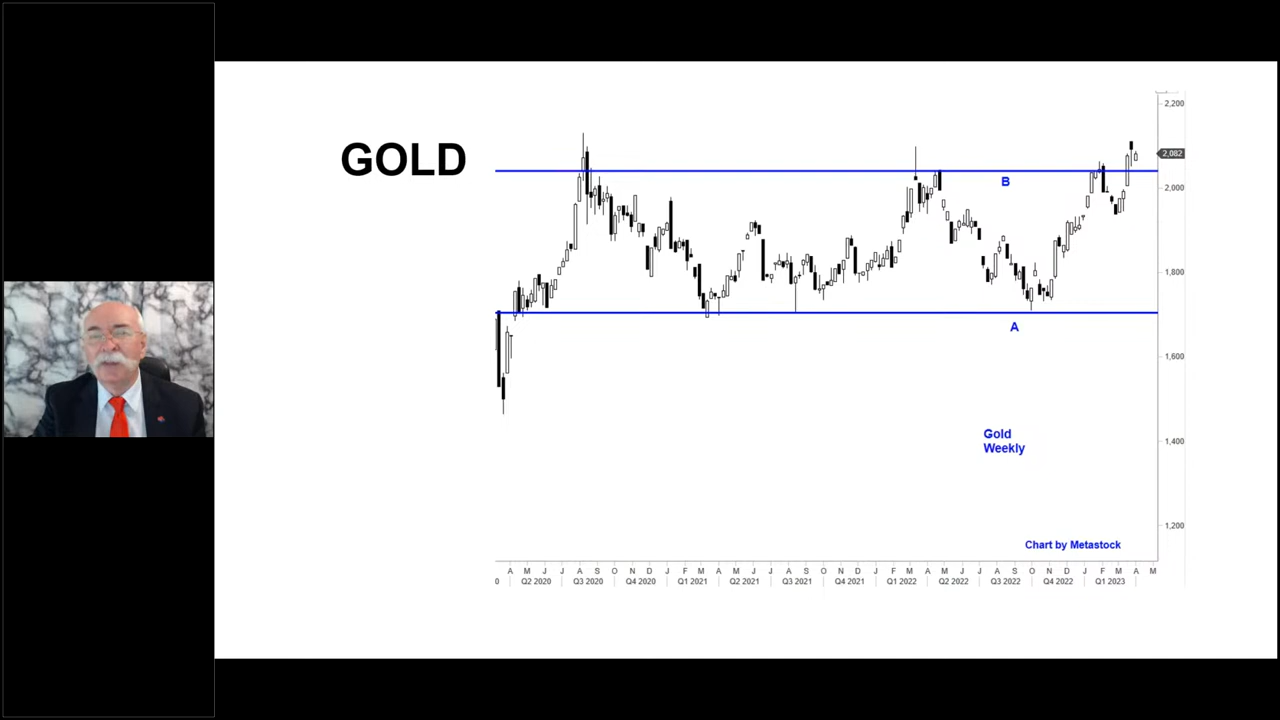 GOLD
2,200
2,082
B
2,000
1,800
A
1,600
Gold
Weekly
1,400
1,200
Chart by Metastock
A M J J A S O N D J F M A M J J A S O N D J F M A M J J A S O N D J F M A M
0 Q2 2020 Q3 2020 Q4 2020 Q1 2021 Q2 2021 Q3 2021 Q4 2021 Q1 2022 Q2 2022 Q3 2022 Q4 2022 Q1 2023